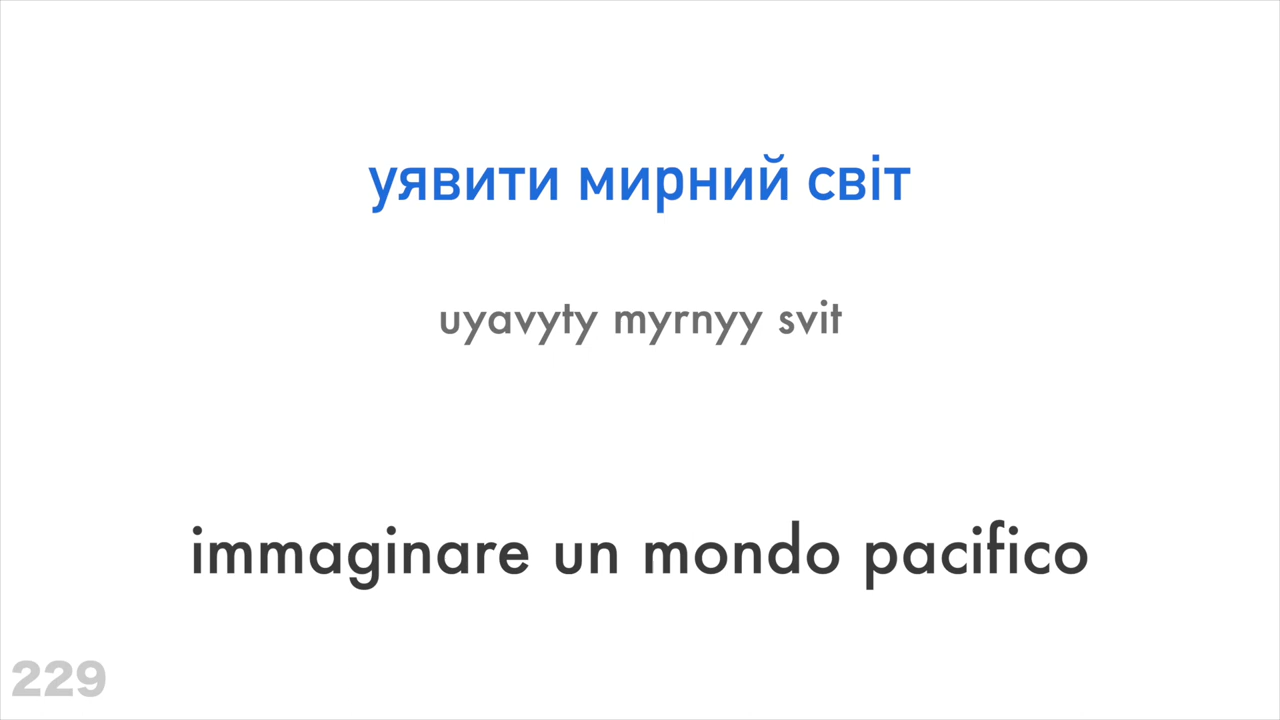 уявити мирний світ
uyavyty myrnyy svit
immaginare un mondo pacifico
229